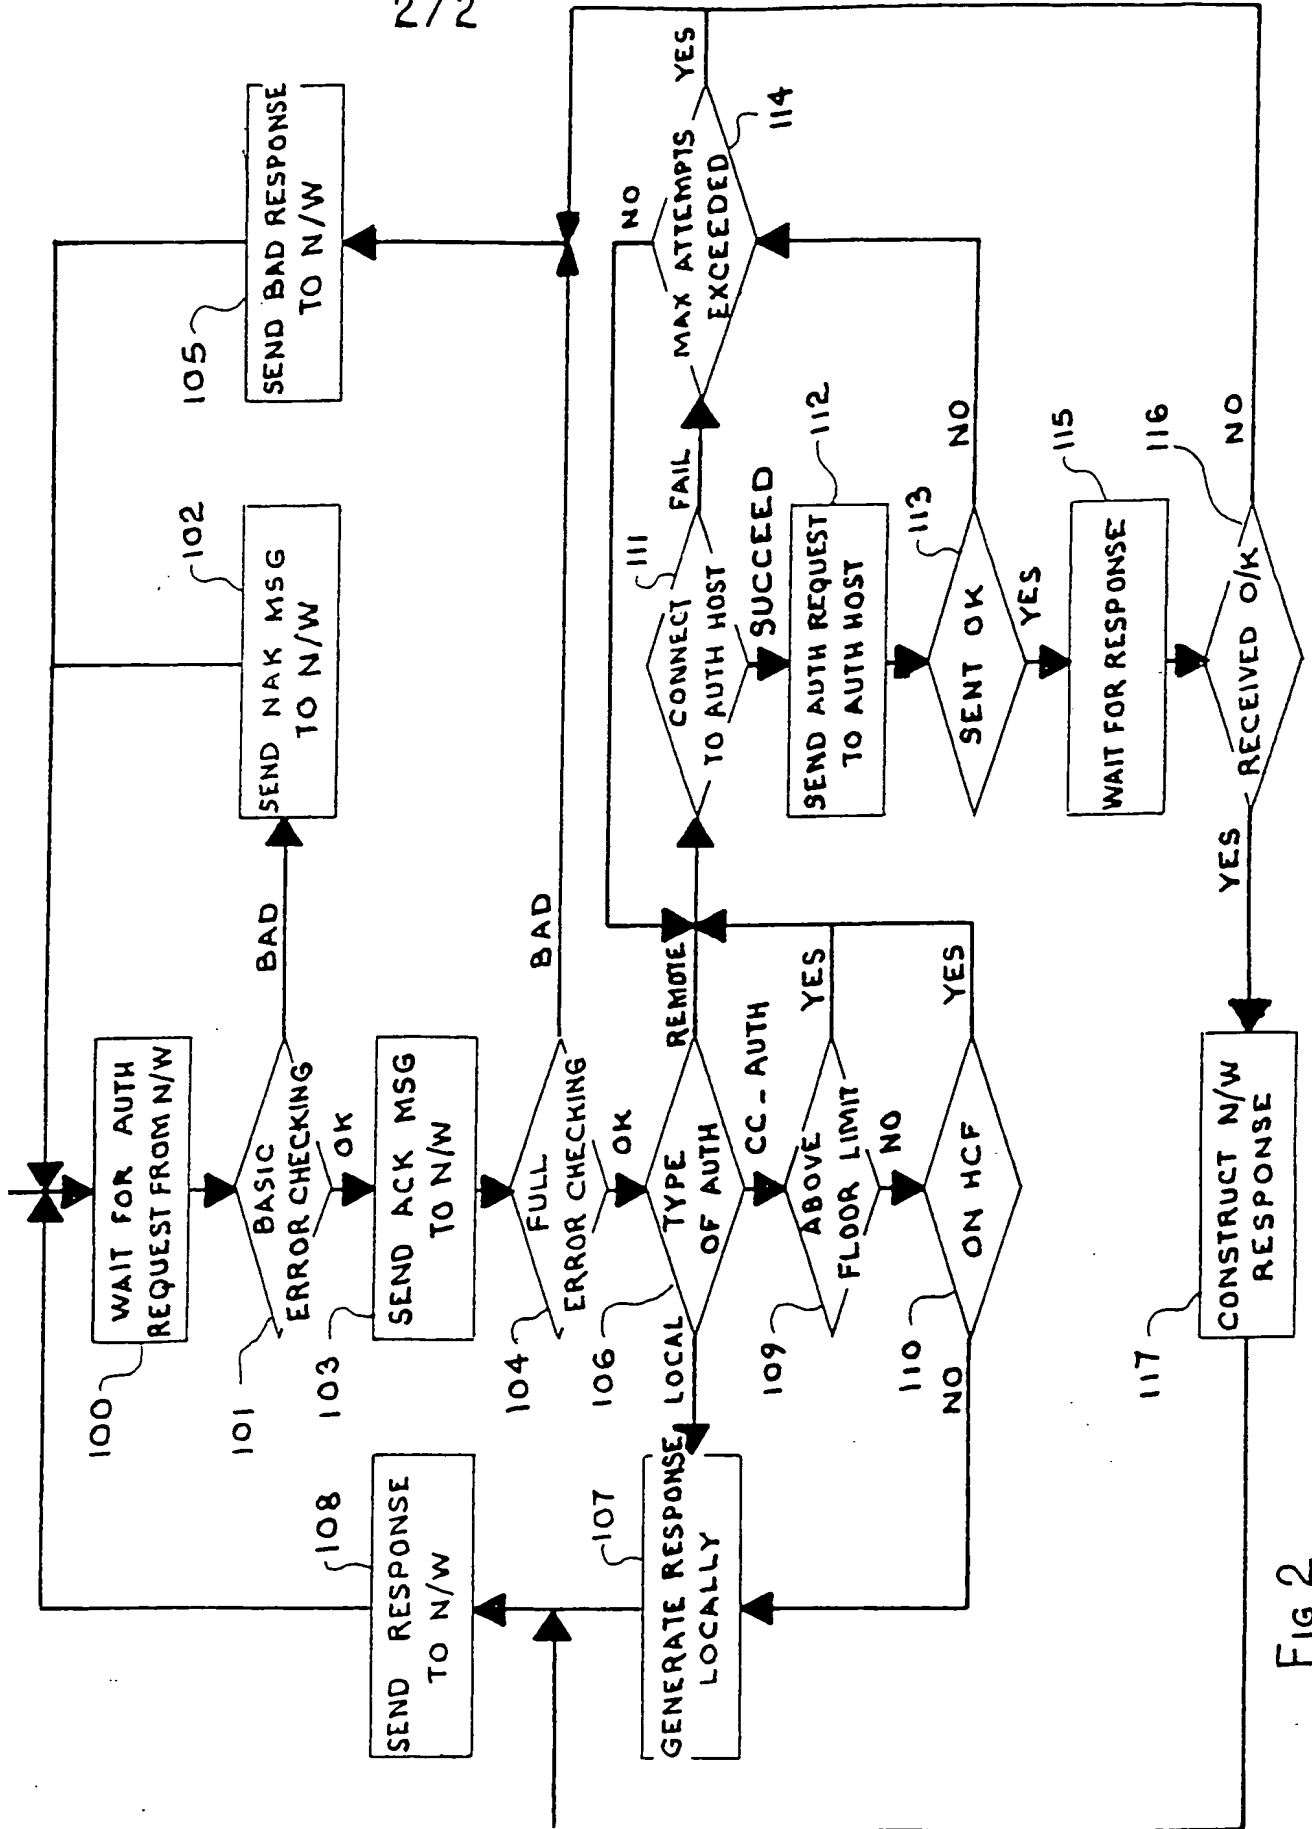 2/2
100
WAIT FOR AUTH
REQUEST FROM N/W
101
BASIC
ERROR CHECKING
BAD
OK
102
SEND NAK MSG
TO N/W
103
SEND ACK MSG
TO N/W
104
FULL
ERROR CHECKING
BAD
OK
105
SEND BAD RESPONSE
TO N/W
106
TYPE
OF AUTH
LOCAL
REMOTE
CC_AUTH
107
GENERATE RESPONSE
LOCALLY
108
SEND RESPONSE
TO N/W
109
ABOVE
FLOOR LIMIT
YES
NO
110
ON HCF
YES
NO
111
CONNECT
TO AUTH HOST
FAIL
SUCCEED
112
SEND AUTH REQUEST
TO AUTH HOST
113
SENT OK
NO
YES
114
MAX ATTEMPTS
EXCEEDED
NO
YES
115
WAIT FOR RESPONSE
116
RECEIVED O/K
NO
YES
117
CONSTRUCT N/W
RESPONSE
FIG 2